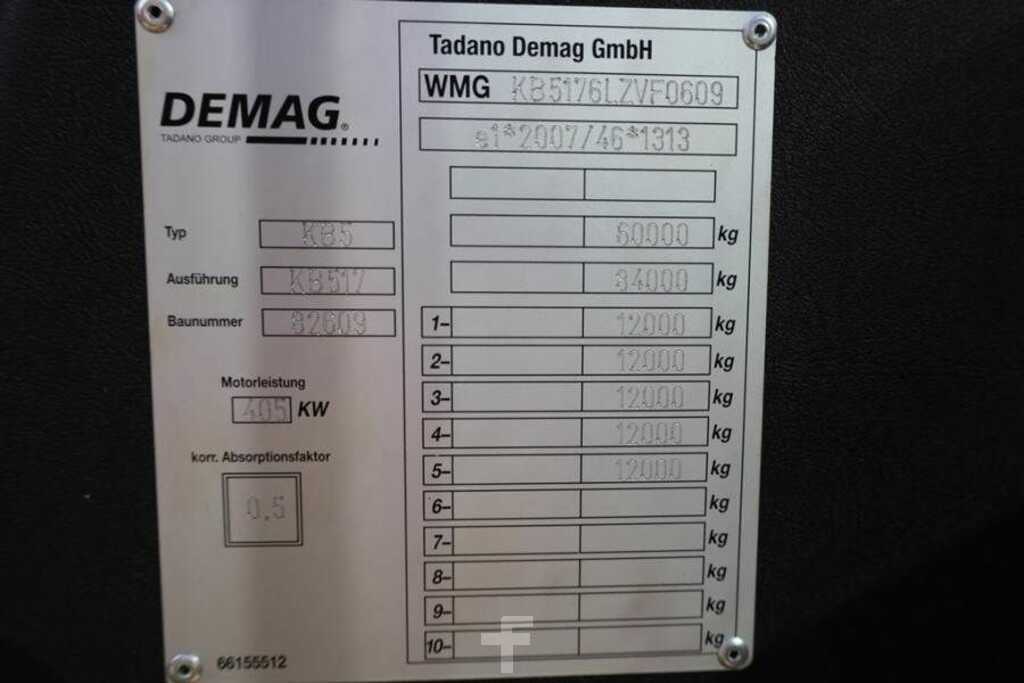 DEMAG®
TADANO GROUP
Typ KB5
Ausführung KB517
Baunummer 82609
Motorleistung
405 KW
korr. Absorptionsfaktor
0.5
66155512
Tadano Demag GmbH
WMG KB5176LZVF0609
e1*2007/46*1313
60000 kg
84000 kg
1- 12000 kg
2- 12000 kg
3- 12000 kg
4- 12000 kg
5- 12000 kg
6- kg
7- kg
8- kg
9- kg
10- kg